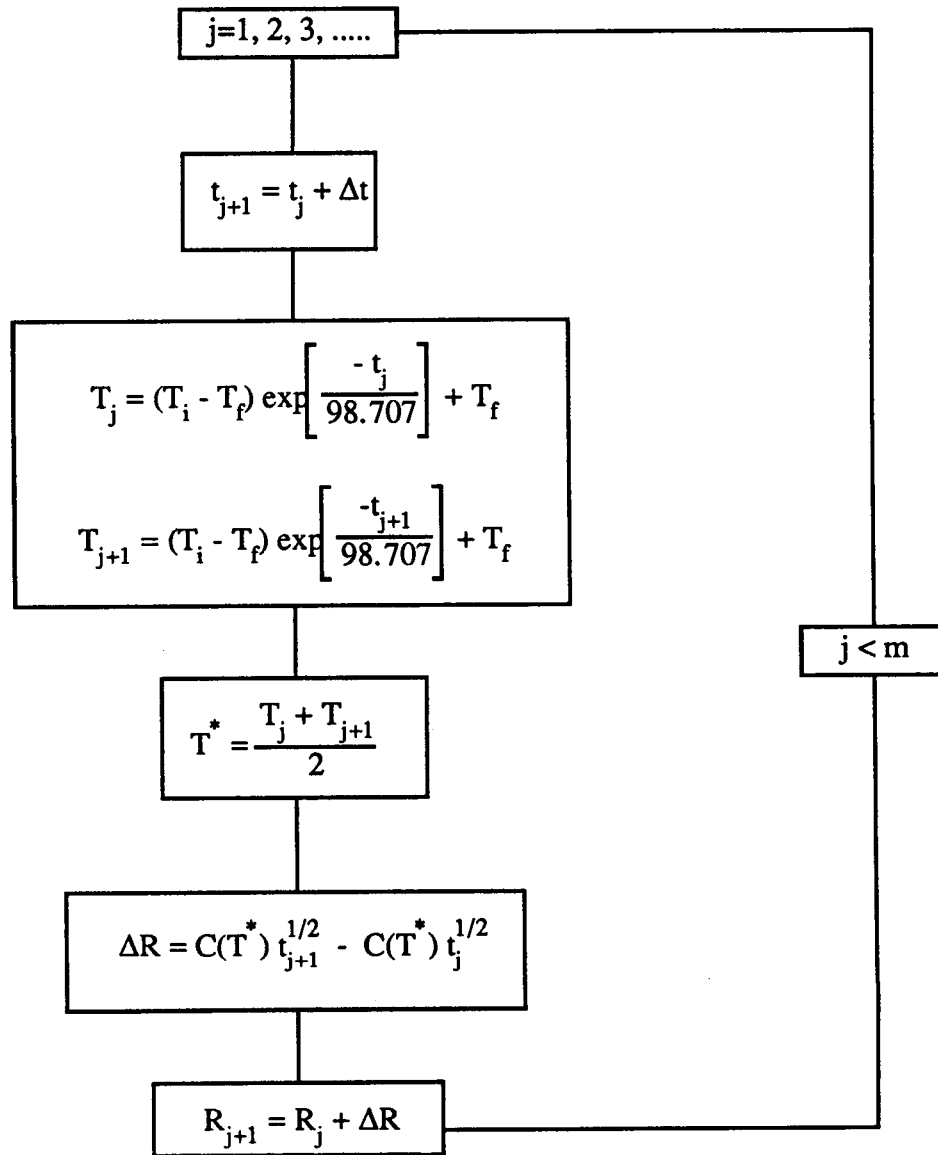 j=1, 2, 3, .....
t_{j+1} = t_j + Δt
T_j = (T_i - T_f) exp[ - t_j / 98.707 ] + T_f
T_{j+1} = (T_i - T_f) exp[ -t_{j+1} / 98.707 ] + T_f
j < m
T^* = (T_j + T_{j+1}) / 2
ΔR = C(T^*) t_{j+1}^{1/2} - C(T^*) t_j^{1/2}
R_{j+1} = R_j + ΔR